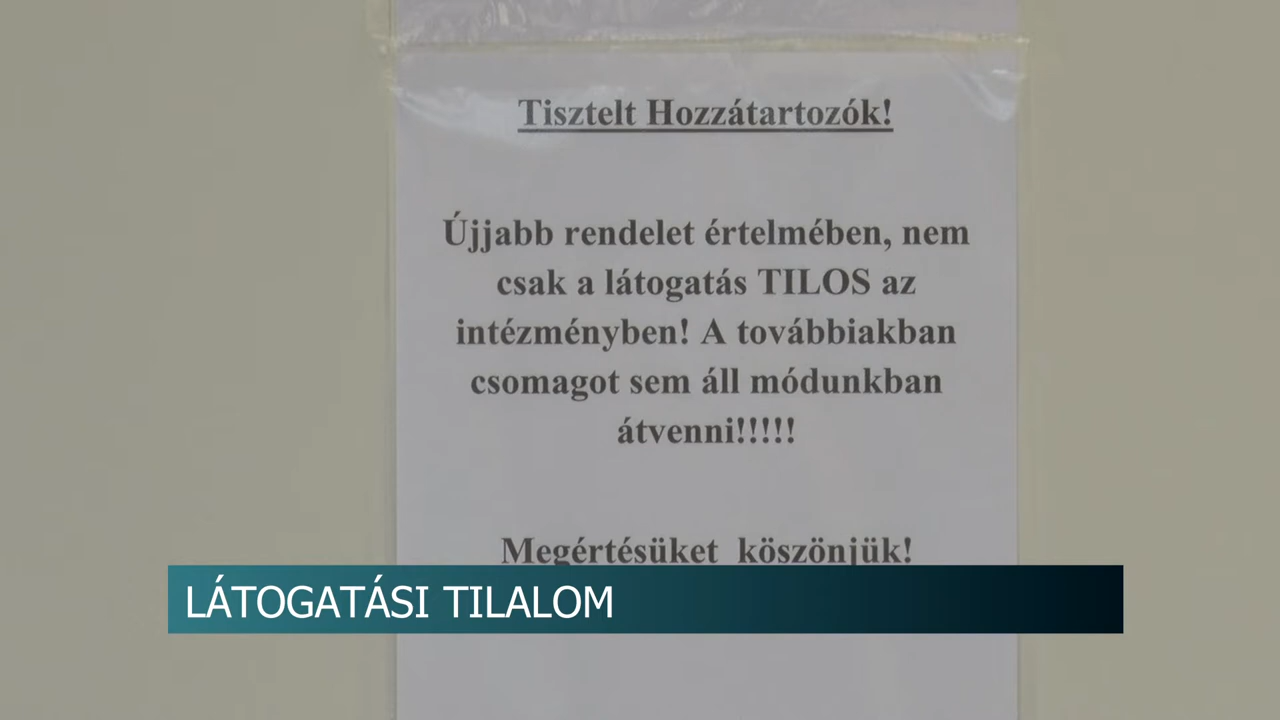 Tisztelt Hozzátartozók!
Újjabb rendelet értelmében, nem
csak a látogatás TILOS az
intézményben! A továbbiakban
csomagot sem áll módunkban
átvenni!!!!!
Megértésüket köszönjük!
LÁTOGATÁSI TILALOM